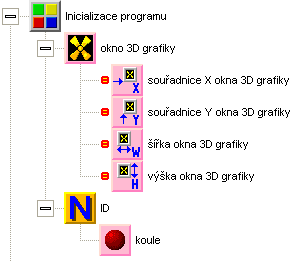 Inicializace programu
okno 3D grafiky
souřadnice X okna 3D grafiky
X
souřadnice Y okna 3D grafiky
Y
šířka okna 3D grafiky
W
výška okna 3D grafiky
H
N ID
koule